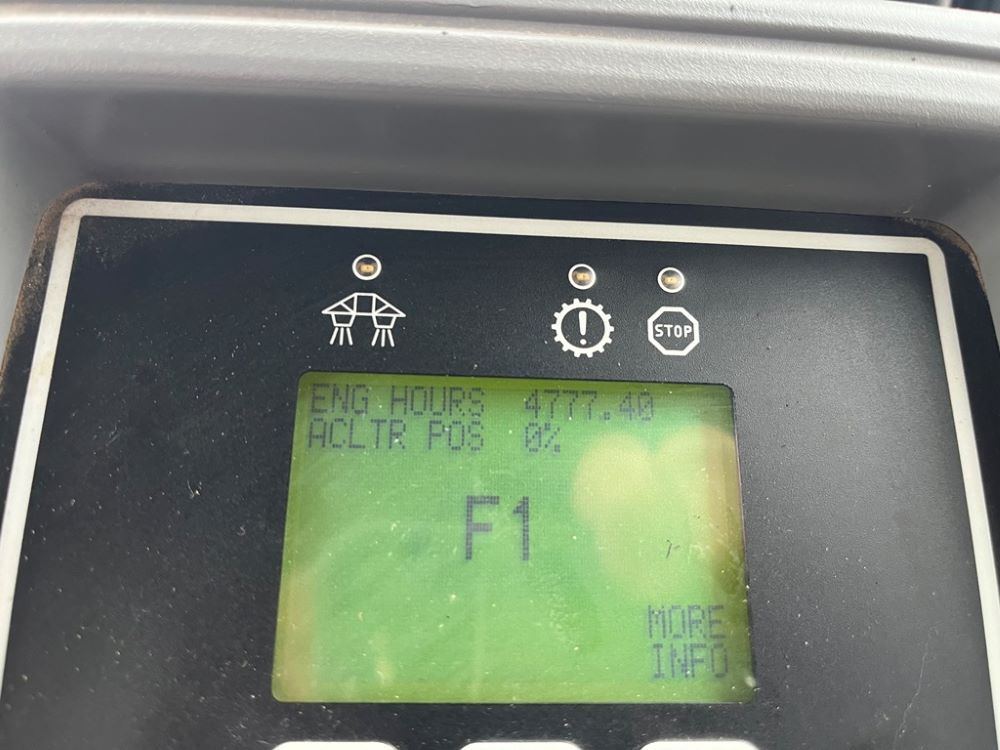 STOP
ENG HOURS 4777.40
ACLTR POS 0%
F1
MORE
INFO